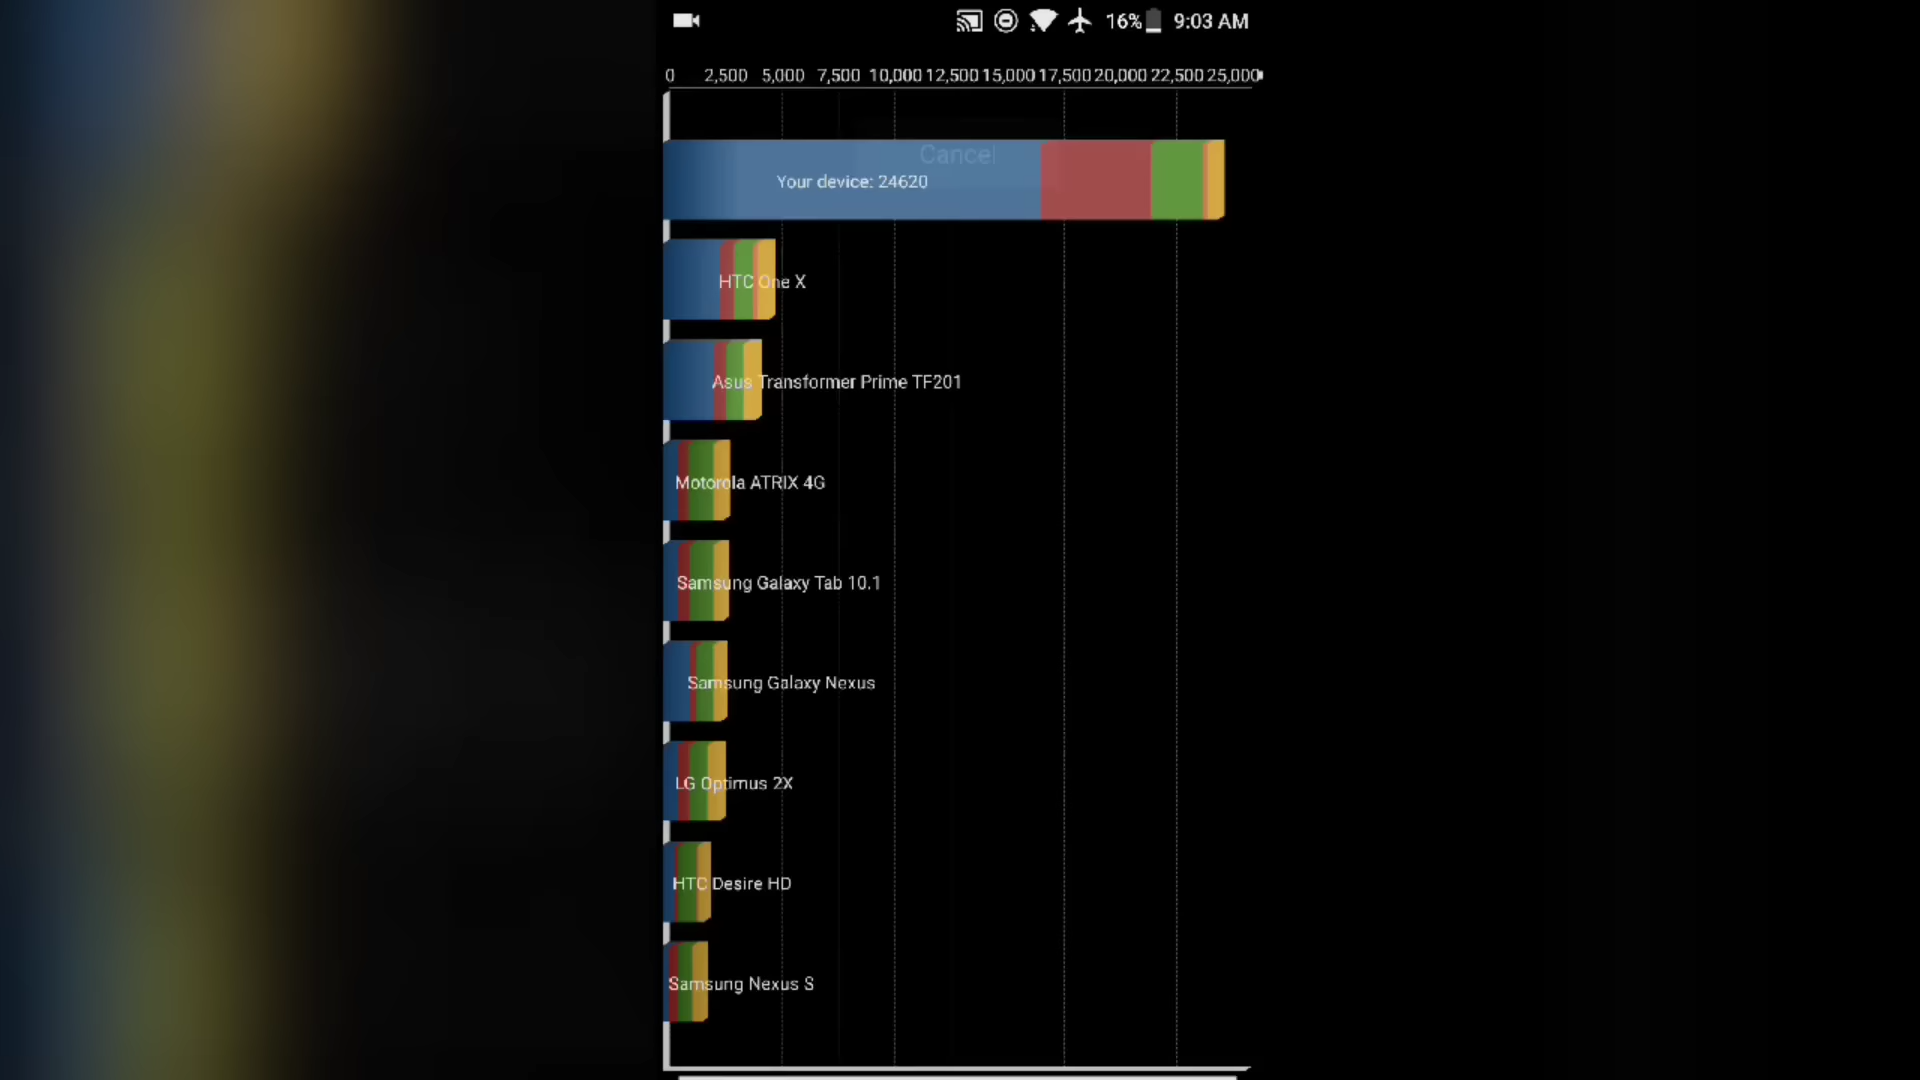 16% 9:03 AM
0 2,500 5,000 7,500 10,000 12,500 15,000 17,500 20,000 22,500 25,000
Cancel
Your device: 24620
HTC One X
Asus Transformer Prime TF201
Motorola ATRIX 4G
Samsung Galaxy Tab 10.1
Samsung Galaxy Nexus
LG Optimus 2X
HTC Desire HD
Samsung Nexus S